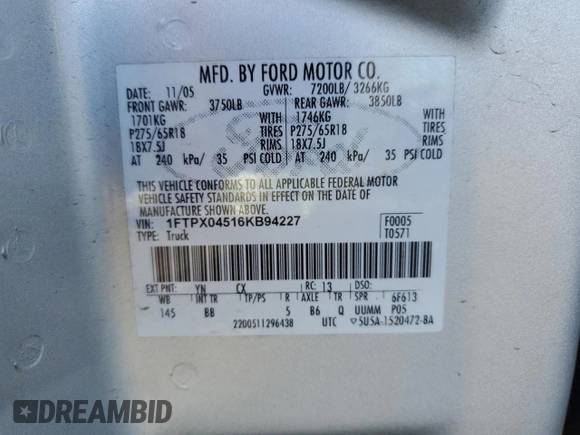 MFD. BY FORD MOTOR CO.
DATE: 11/05 GVWR: 7200LB/ 3266KG
FRONT GAWR: 3750LB REAR GAWR: 3850LB
1701KG WITH 1746KG WITH
P275/65R18 TIRES P275/65R18 TIRES
18X7.5J RIMS 18X7.5J RIMS
AT 240 kPa/ 35 PSI COLD AT 240 kPa/ 35 PSI COLD
THIS VEHICLE CONFORMS TO ALL APPLICABLE FEDERAL MOTOR
VEHICLE SAFETY STANDARDS IN EFFECT ON THE DATE OF
MANUFACTURE SHOWN ABOVE.
VIN: 1FTPX04516KB94227 F0005
TYPE: Truck T0571
EXT PNT: YN CX RC: 13 DSO:
WB INT TR TP/PS R AXLE TR SPR 6F613
145 BB 5 B6 Q UUMM P05
2200511296438 UTC ▽5U5A-1520472-BA
Ford
DREAMBID